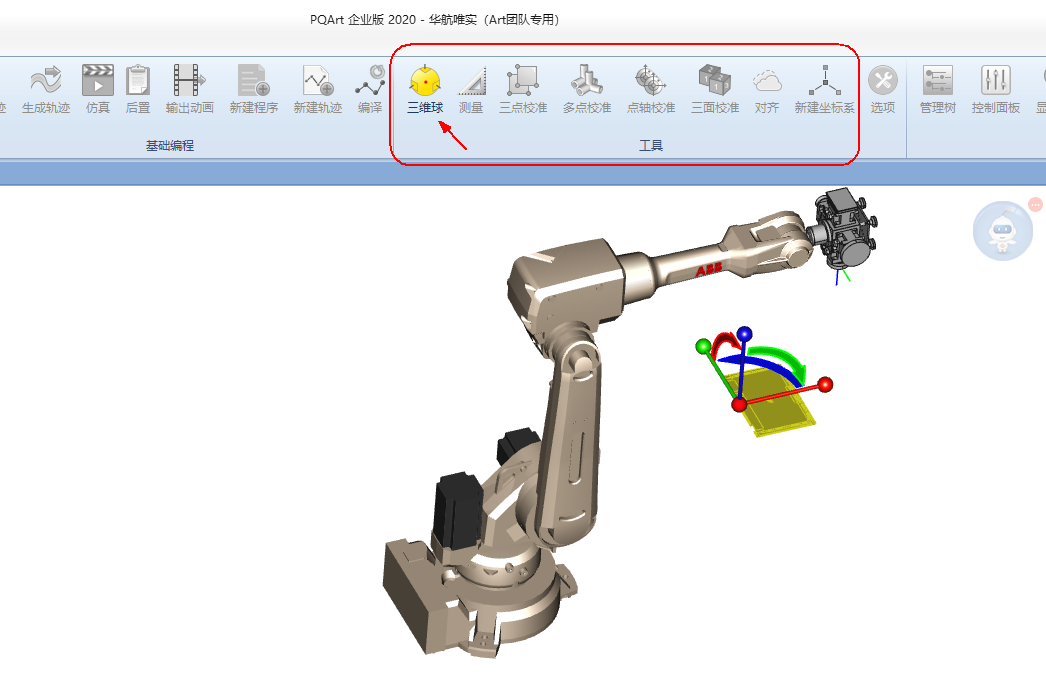 PQArt 企业版 2020 - 华航唯实（Art团队专用）
生成轨迹 仿真 后置 输出动画 新建程序 新建轨迹 编译 三维球 测量 三点校准 多点校准 点轴校准 三面校准 对齐 新建坐标系 选项 管理树 控制面板
基础编程 工具
ABB